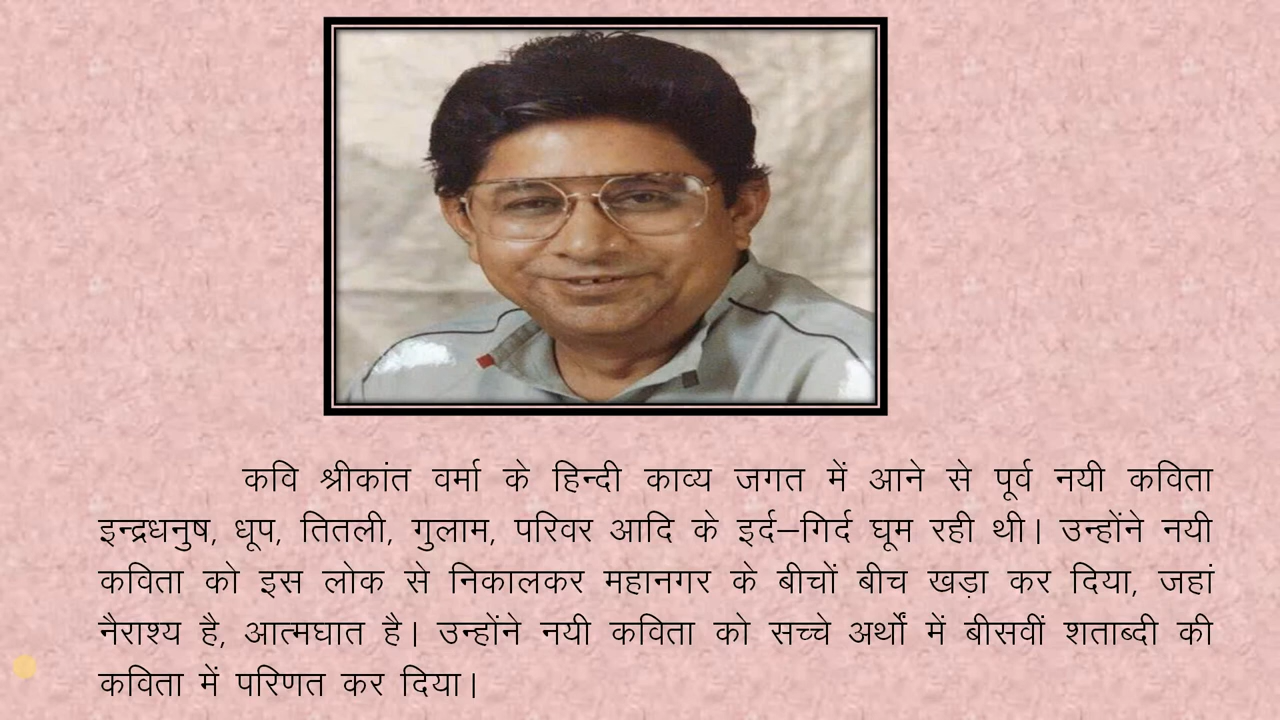 कवि श्रीकांत वर्मा के हिन्दी काव्य जगत में आने से पूर्व नयी कविता
इन्द्रधनुष, धूप, तितली, गुलाम, परिवर आदि के इर्द–गिर्द घूम रही थी। उन्होंने नयी
कविता को इस लोक से निकालकर महानगर के बीचों बीच खड़ा कर दिया, जहां
नैराश्य है, आत्मघात है। उन्होंने नयी कविता को सच्चे अर्थों में बीसवीं शताब्दी की
कविता में परिणत कर दिया।